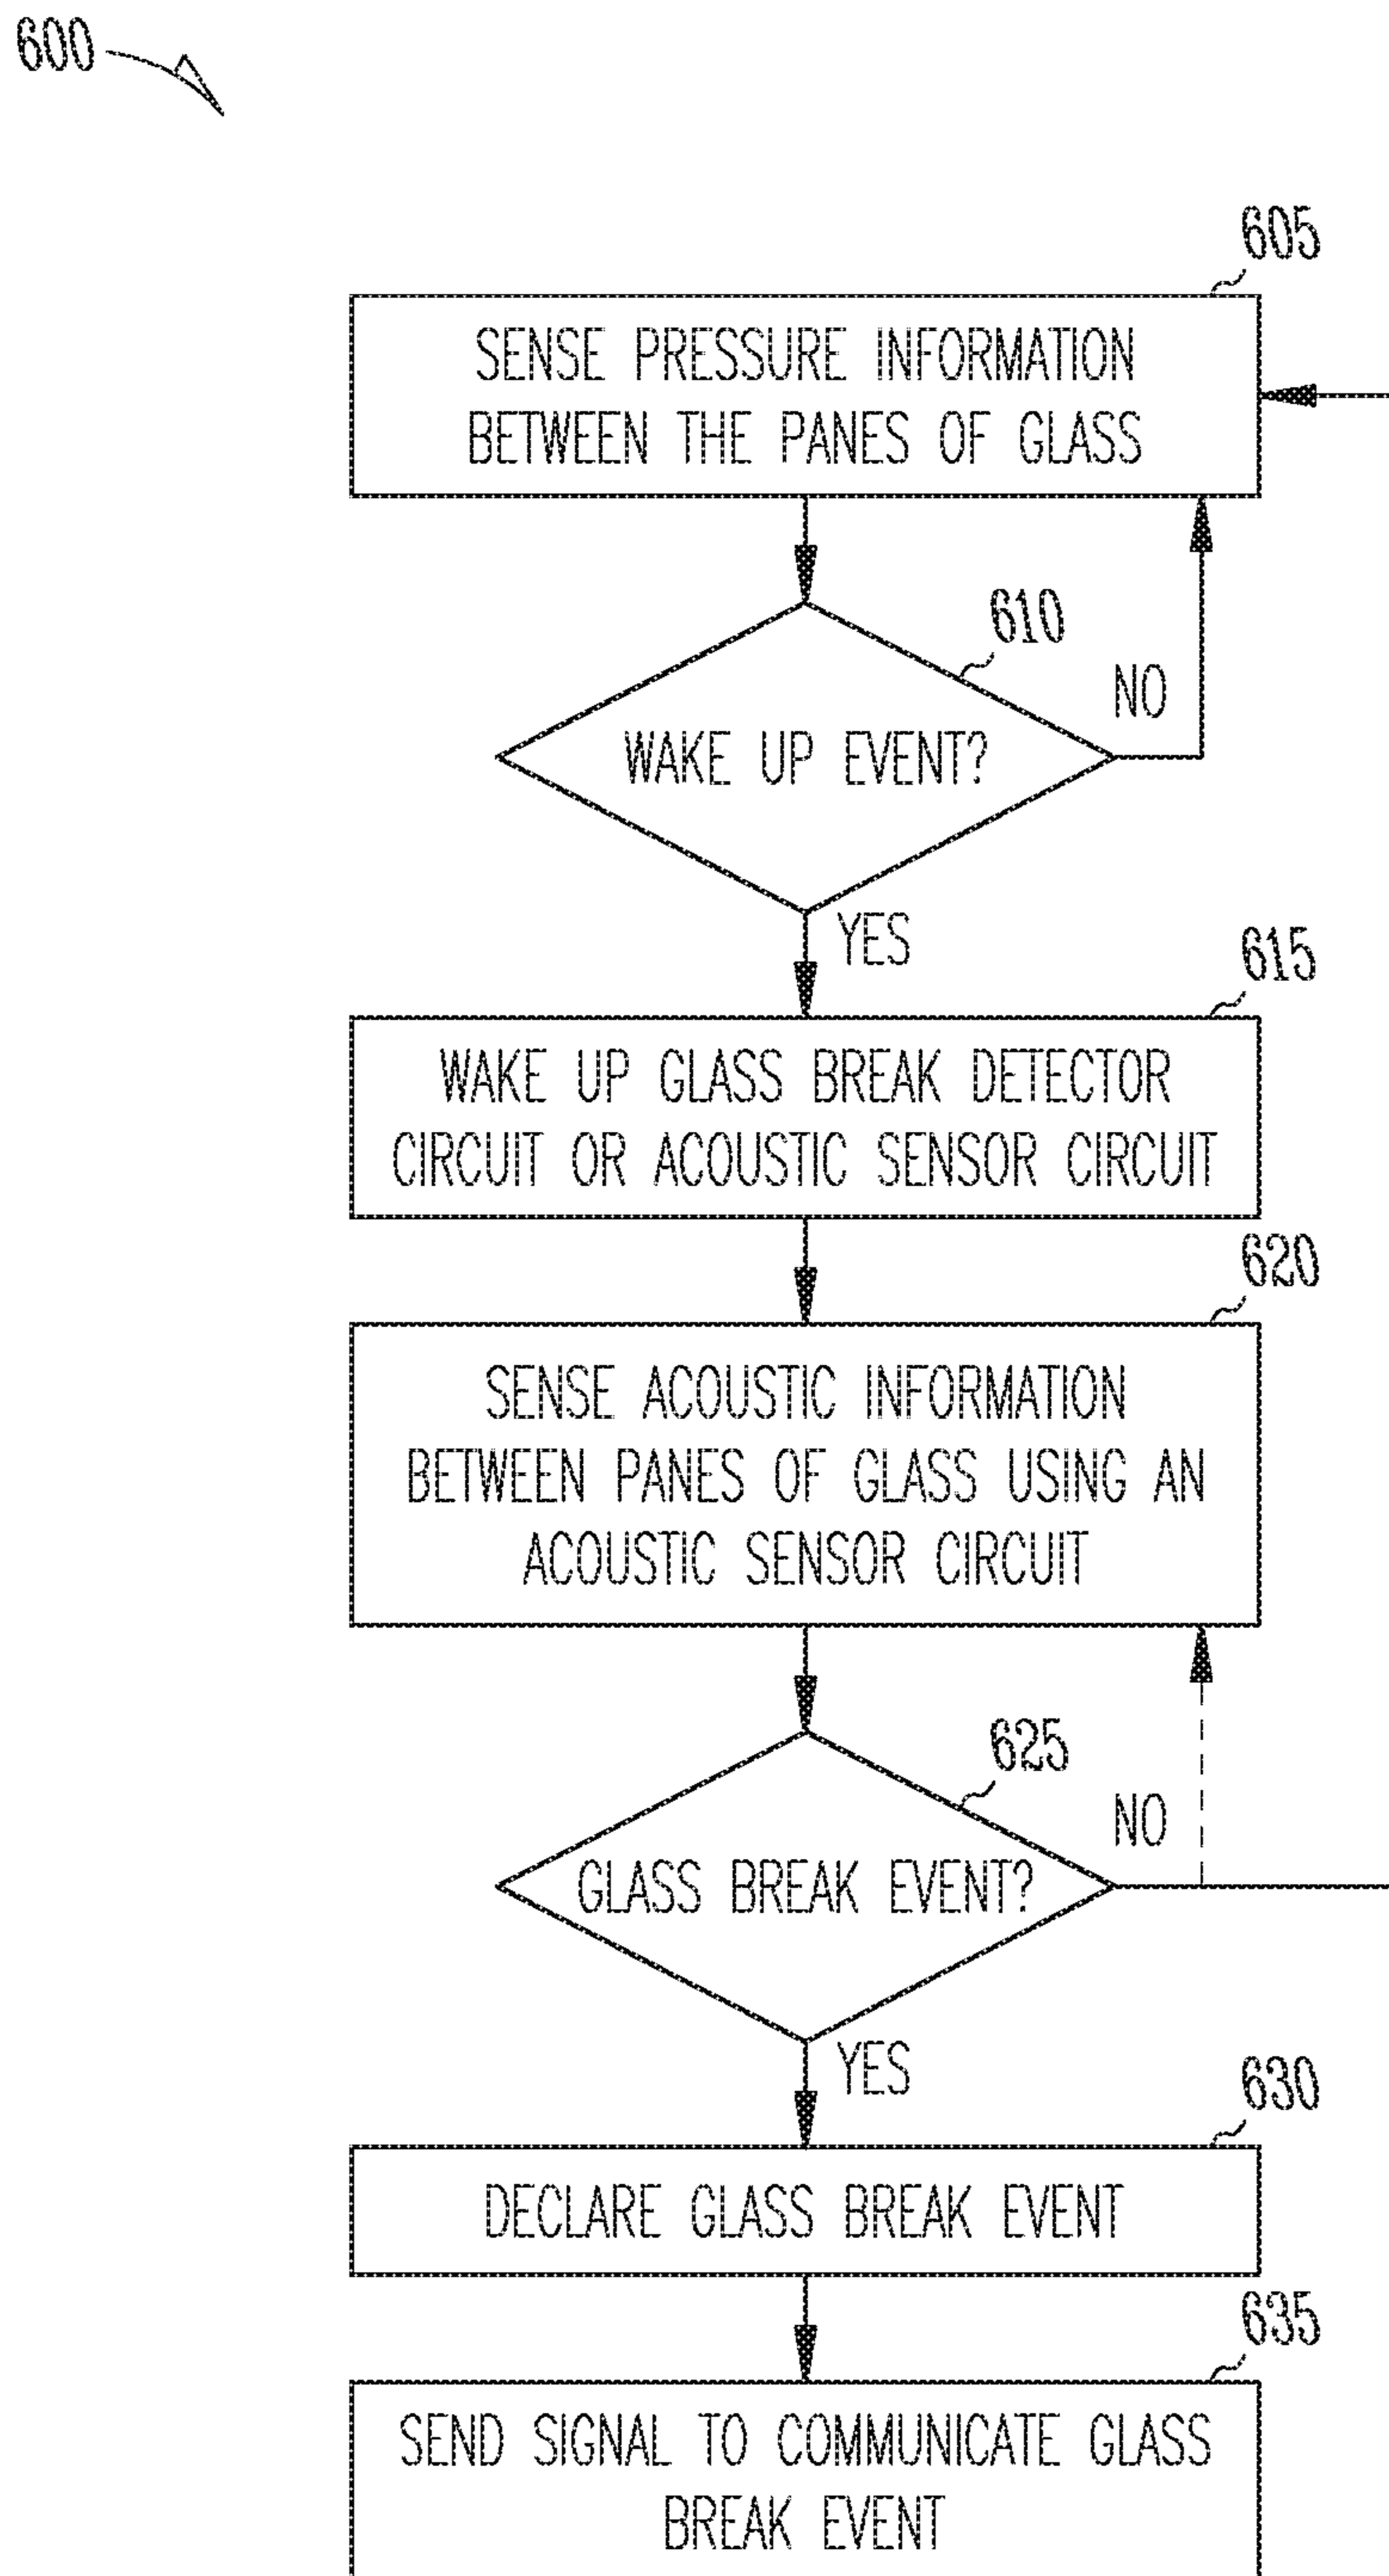 600
605
SENSE PRESSURE INFORMATION
BETWEEN THE PANES OF GLASS
610
NO
WAKE UP EVENT?
YES
615
WAKE UP GLASS BREAK DETECTOR
CIRCUIT OR ACOUSTIC SENSOR CIRCUIT
620
SENSE ACOUSTIC INFORMATION
BETWEEN PANES OF GLASS USING AN
ACOUSTIC SENSOR CIRCUIT
625
NO
GLASS BREAK EVENT?
YES
630
DECLARE GLASS BREAK EVENT
635
SEND SIGNAL TO COMMUNICATE GLASS
BREAK EVENT